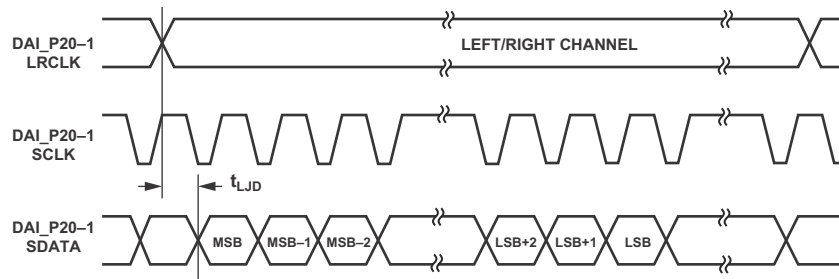 DAI_P20–1
LRCLK
LEFT/RIGHT CHANNEL
DAI_P20–1
SCLK
tLJD
DAI_P20–1
SDATA
MSB
MSB–1
MSB–2
LSB+2
LSB+1
LSB